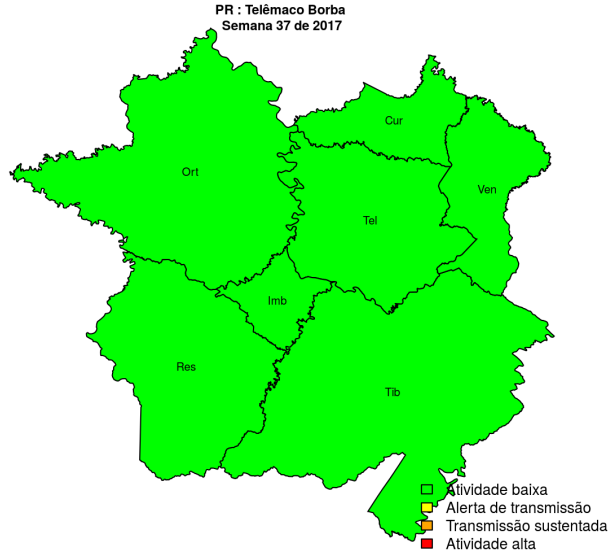 PR : Telêmaco Borba
Semana 37 de 2017
Cur
Ort
Ven
Tel
Imb
Res
Tib
Atividade baixa
Alerta de transmissão
Transmissão sustentada
Atividade alta